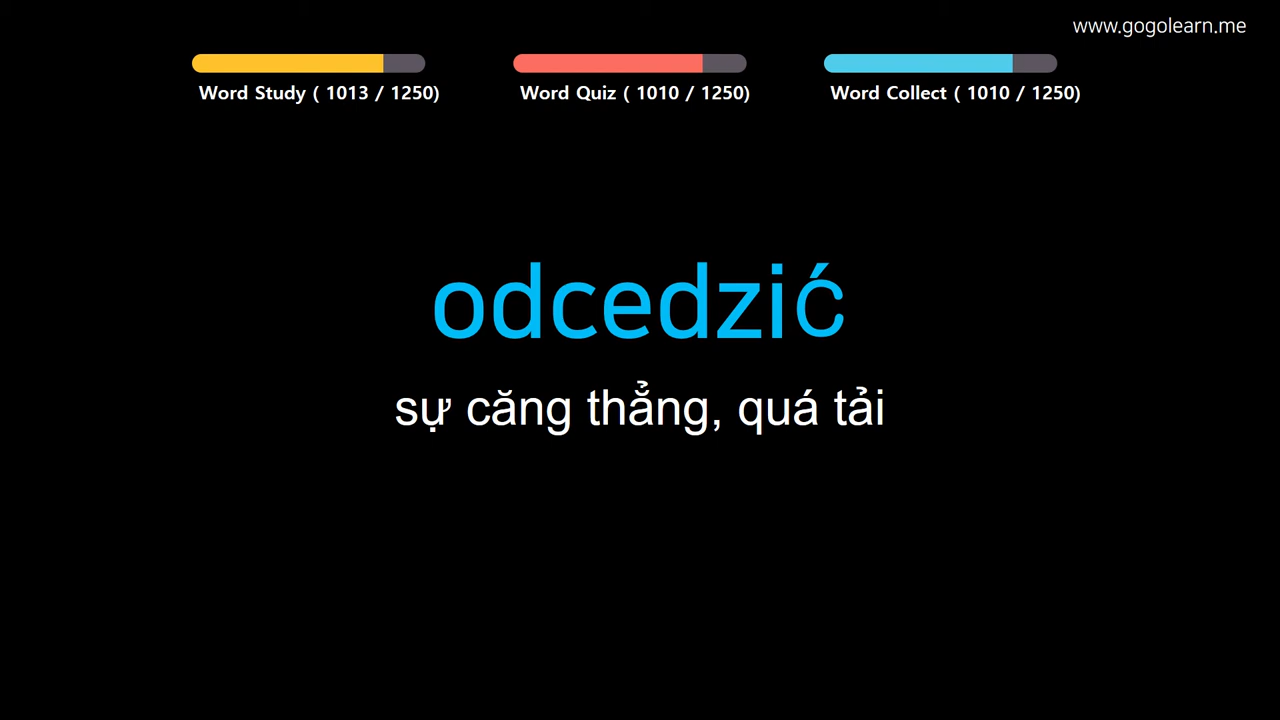 www.gogolearn.me
Word Study ( 1013 / 1250)
Word Quiz ( 1010 / 1250)
Word Collect ( 1010 / 1250)
odcedzić
sự căng thẳng, quá tải